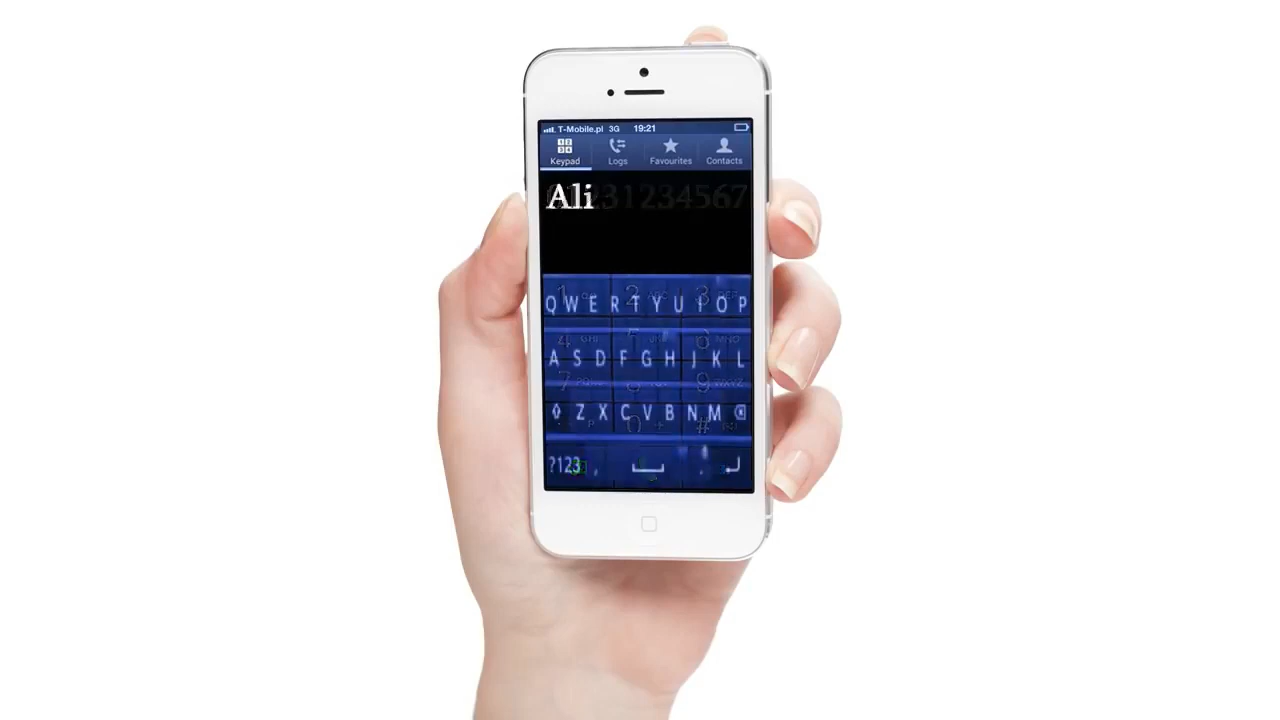 T-Mobile.pl 3G 19:21
Keypad Logs Favourites Contacts
Ali
Q W E R T Y U I O P
A S D F G H J K L
Z X C V B N M
?123 , .